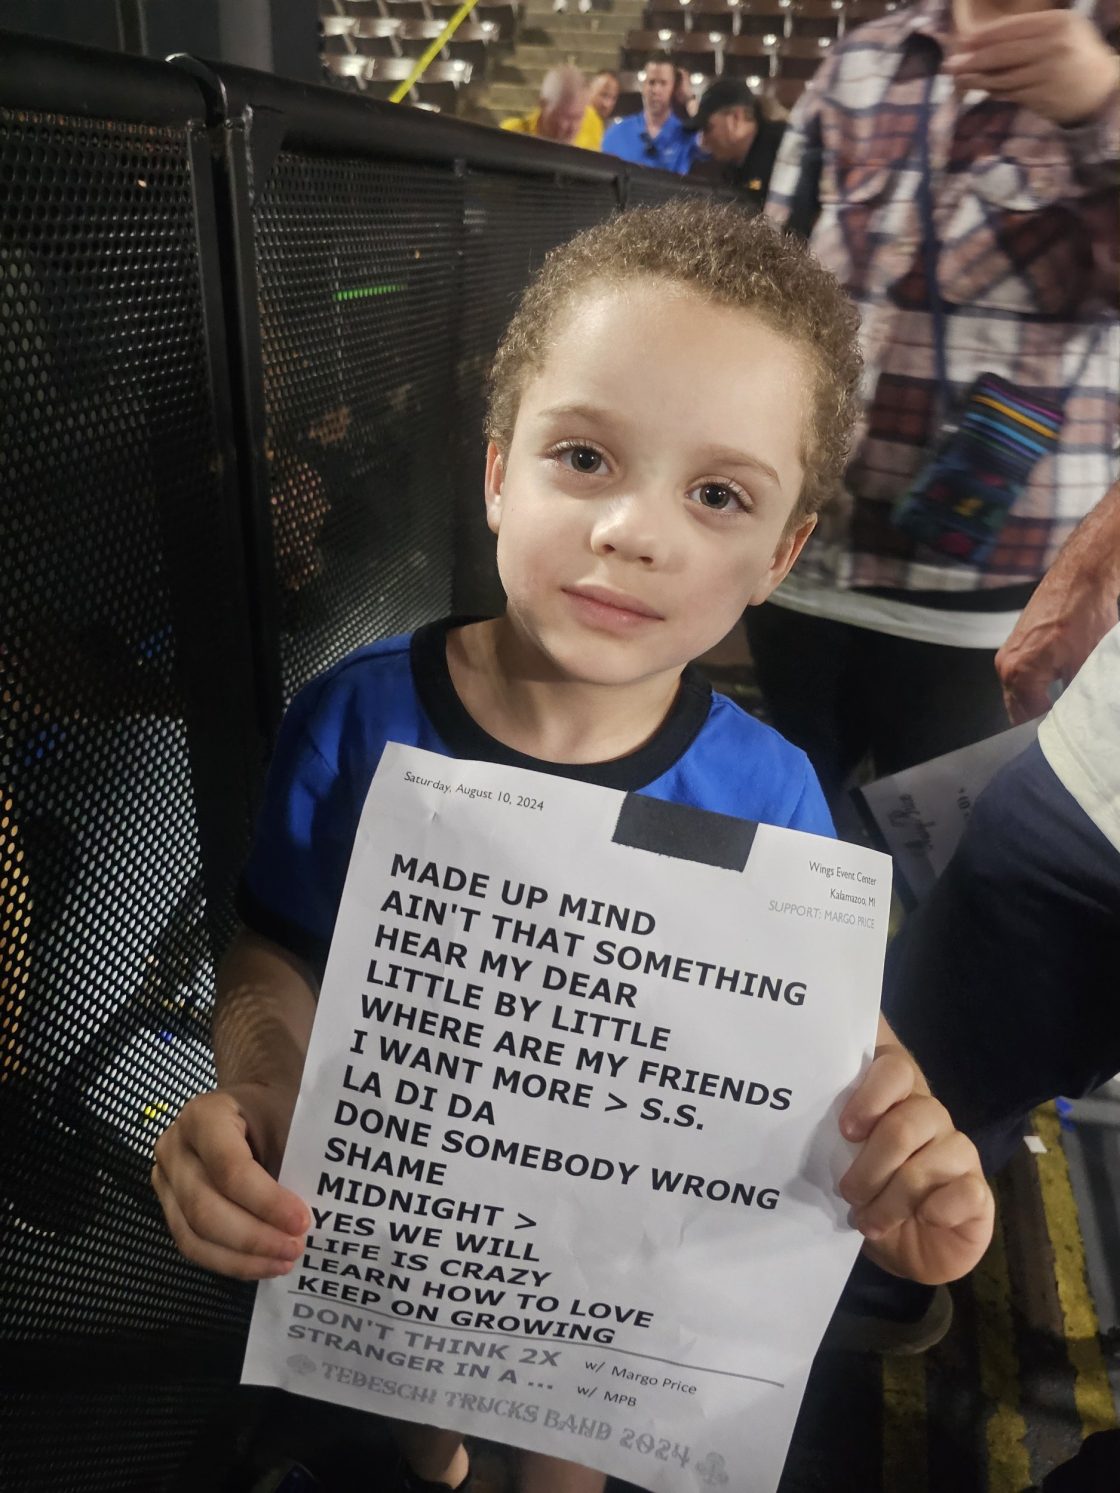 Saturday, August 10, 2024
Wings Event Center
Kalamazoo, MI
SUPPORT: MARGO PRICE
MADE UP MIND
AIN'T THAT SOMETHING
HEAR MY DEAR
LITTLE BY LITTLE
WHERE ARE MY FRIENDS
I WANT MORE > S.S.
LA DI DA
DONE SOMEBODY WRONG
SHAME
MIDNIGHT >
YES WE WILL
LIFE IS CRAZY
LEARN HOW TO LOVE
KEEP ON GROWING
DON'T THINK 2X w/ Margo Price
STRANGER IN A ... w/ MPB
TEDESCHI TRUCKS BAND 2024